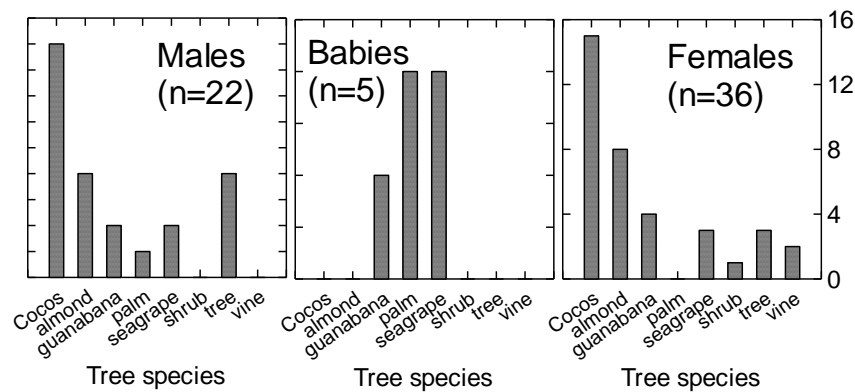 Males
(n=22)
Babies
(n=5)
Females
(n=36)
16
12
8
4
0
Cocos
almond
guanabana
palm
seagrape
shrub
tree
vine
Cocos
almond
guanabana
palm
seagrape
shrub
tree
vine
Cocos
almond
guanabana
palm
seagrape
shrub
tree
vine
Tree species
Tree species
Tree species